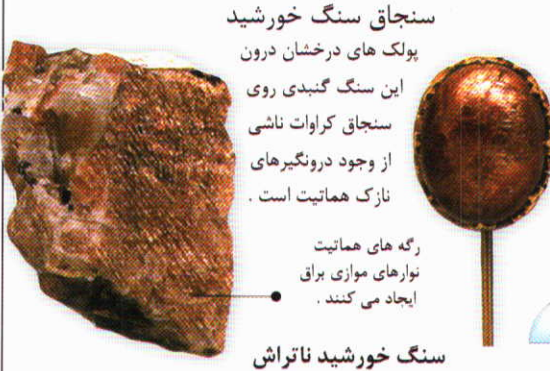 سنجاق سنگ خورشید
پولک های درخشان درون
این سنگ گنبدی روی
سنجاق کراوات ناشی
از وجود درونگیرهای
نازک هماتیت است .
رگه های هماتیت
نوارهای موازی براق
ایجاد می کنند .
سنگ خورشید ناتراش